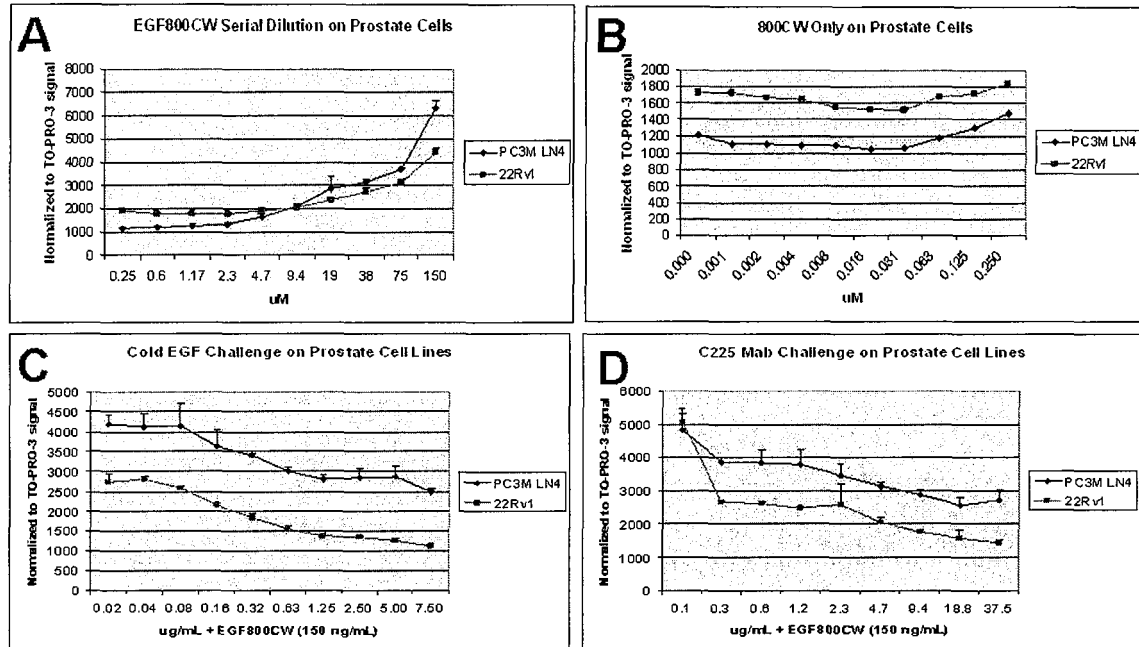 A
EGF800CW Serial Dilution on Prostate Cells
Normalized to TO-PRO-3 signal
8000
7000
6000
5000
4000
3000
2000
1000
0
0.25 0.6 1.17 2.3 4.7 9.4 19 38 75 150
uM
PC3M LN4
22Rv1
B
800CW Only on Prostate Cells
Normalized to TO-PRO-3 signal
2000
1800
1600
1400
1200
1000
800
600
400
200
0
0.000 0.001 0.002 0.004 0.008 0.016 0.031 0.063 0.125 0.250
uM
PC3M LN4
22Rv1
C
Cold EGF Challenge on Prostate Cell Lines
Normalized to TO-PRO-3 signal
5000
4500
4000
3500
3000
2500
2000
1500
1000
500
0
0.02 0.04 0.08 0.16 0.32 0.63 1.25 2.50 5.00 7.50
ug/mL + EGF800CW (150 ng/mL)
PC3M LN4
22Rv1
D
C225 Mab Challenge on Prostate Cell Lines
Normalized to TO-PRO-3 signal
6000
5000
4000
3000
2000
1000
0
0.1 0.3 0.6 1.2 2.3 4.7 9.4 18.8 37.5
ug/mL + EGF800CW (150 ng/mL)
PC3M LN4
22Rv1